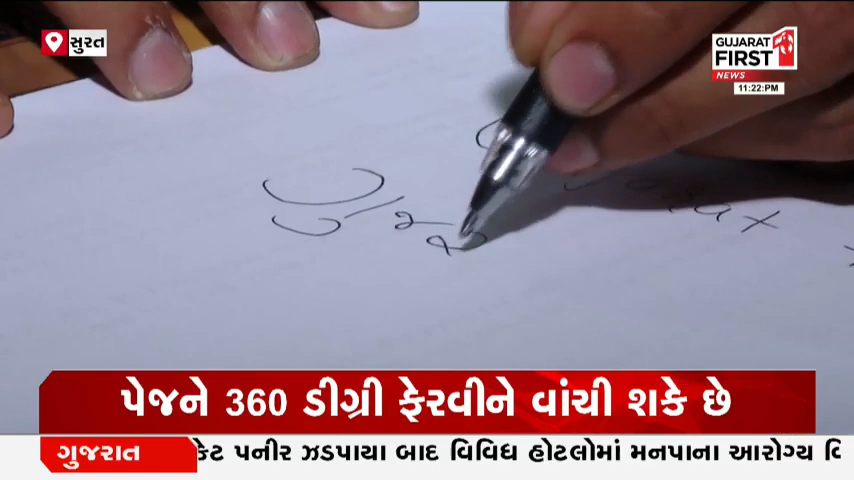 સુરત
GUJARAT
FIRST
NEWS
11:22:PM
પેજને 360 ડીગ્રી ફેરવીને વાંચી શકે છે
ગુજરાત
કેટ પનીર ઝડપાયા બાદ વિવિધ હોટલોમાં મનપાના આરોગ્ય વિ